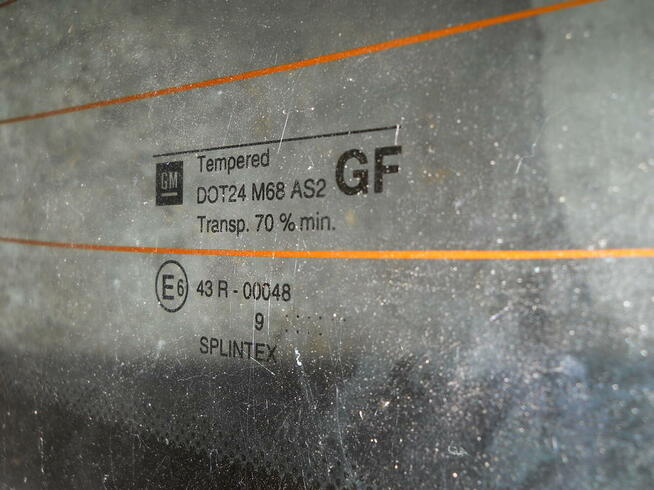 GM
Tempered
DOT24 M68 AS2
GF
Transp. 70 % min.
E6 43 R - 00048
9
SPLINTEX